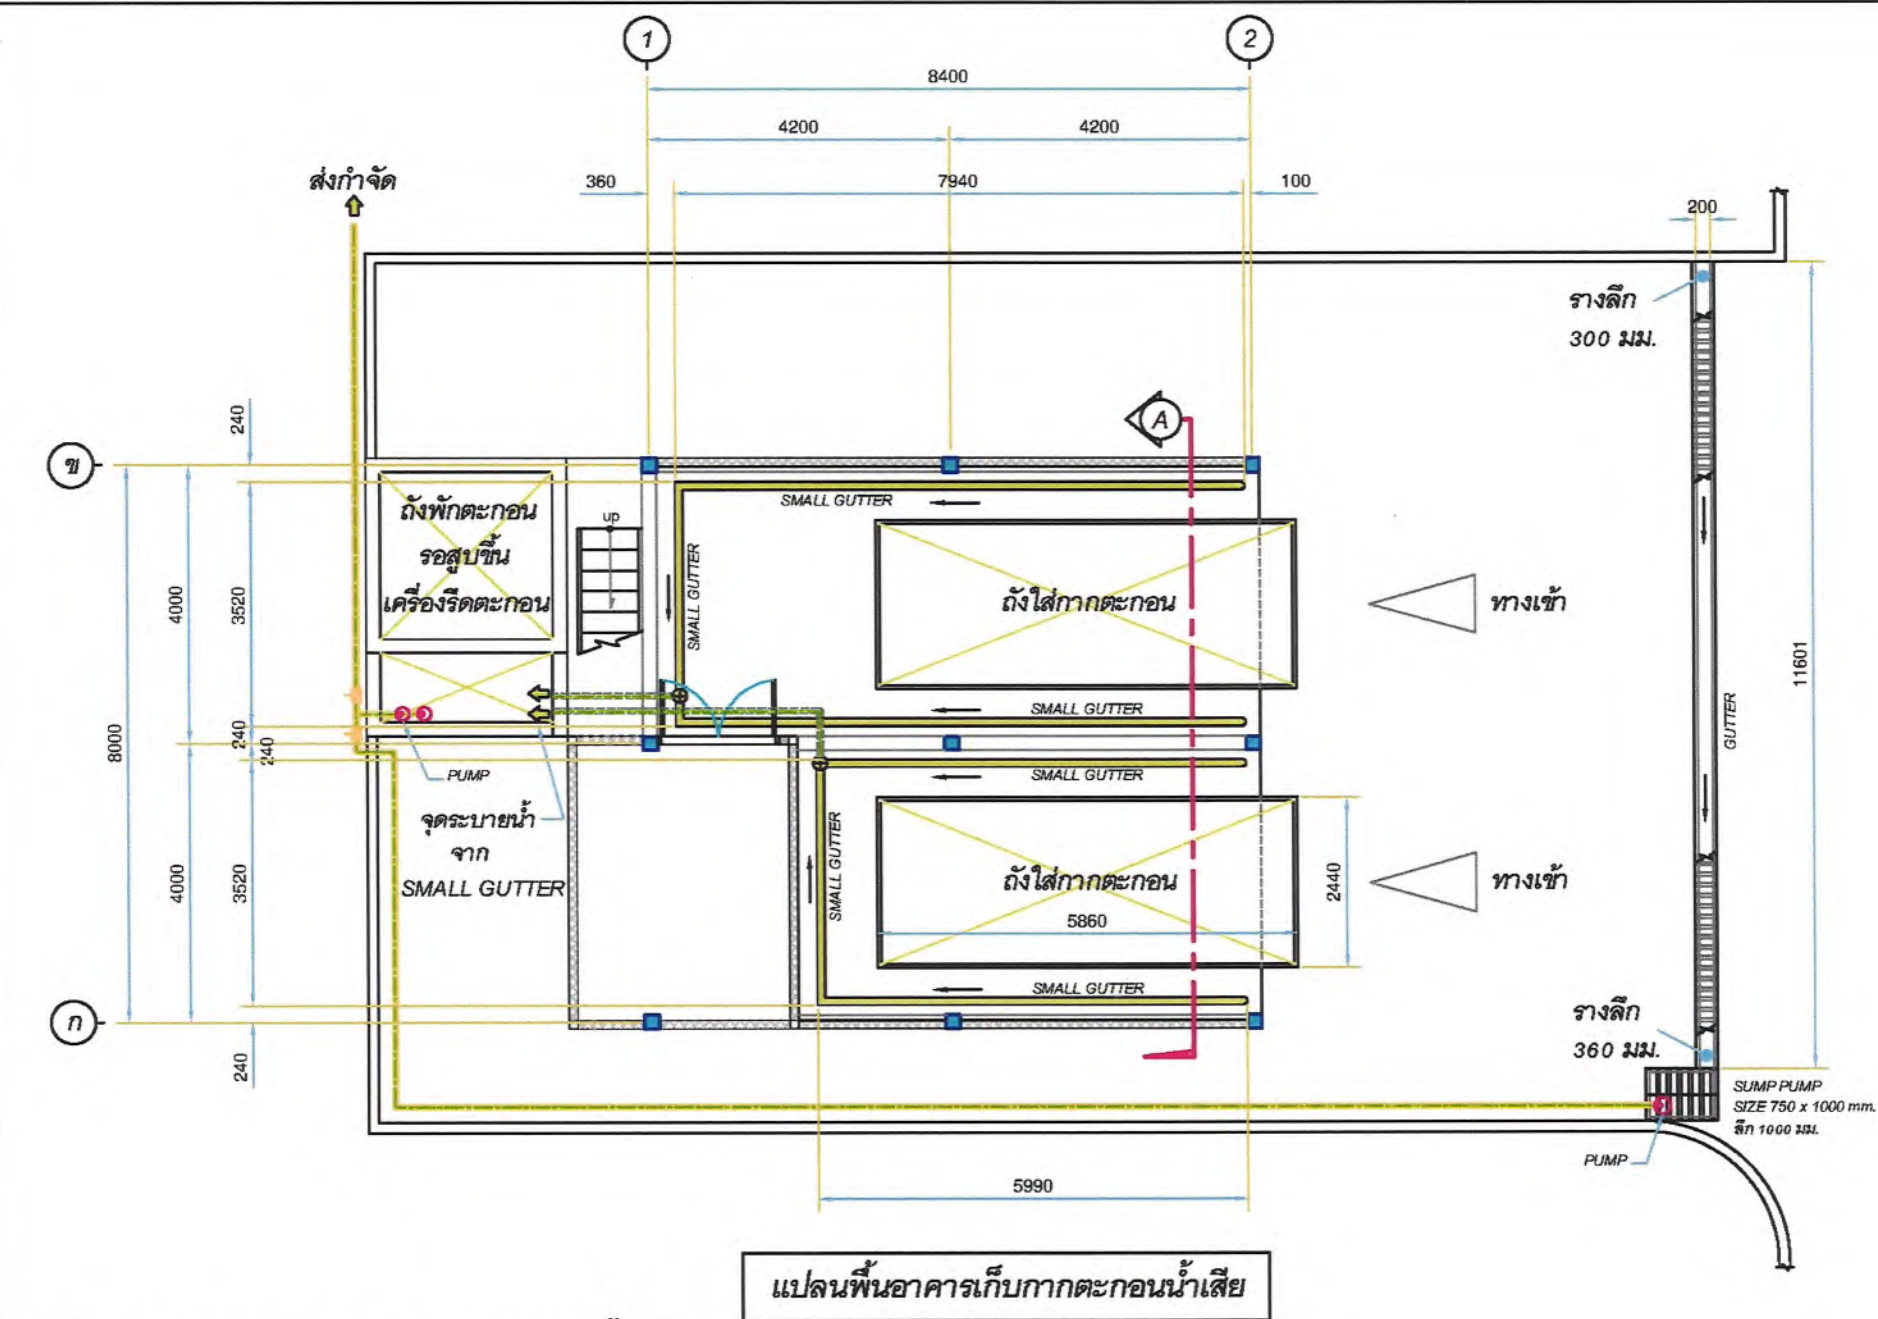 1
2
8400
4200
4200
360
7940
100
200
ส่งกำจัด
รางลึก
300 มม.
240
A
ข
SMALL GUTTER
up
ถังพักตะกอน
รอสูบขึ้น
เครื่องรีดตะกอน
SMALL GUTTER
ถังใส่กากตะกอน
ทางเข้า
4000
3520
11601
SMALL GUTTER
GUTTER
8000
240
240
PUMP
SMALL GUTTER
จุดระบายน้ำ
จาก
SMALL GUTTER
SMALL GUTTER
4000
3520
ถังใส่กากตะกอน
5860
2440
ทางเข้า
SMALL GUTTER
รางลึก
360 มม.
ก
240
SUMP PUMP
SIZE 750 x 1000 mm.
ลึก 1000 มม.
PUMP
5990
แปลนพื้นอาคารเก็บกากตะกอนน้ำเสีย